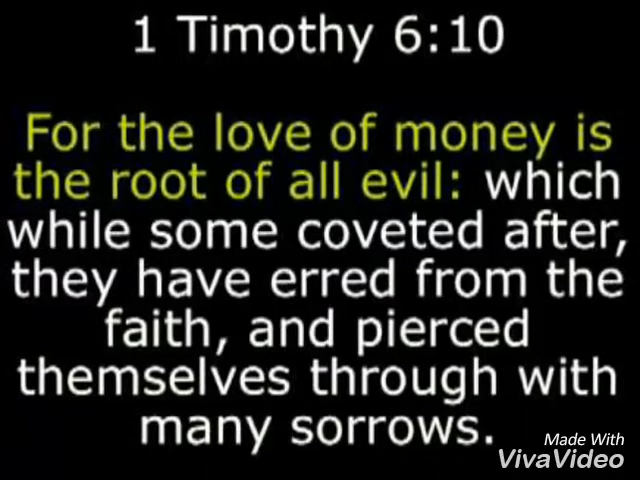 1 Timothy 6:10
For the love of money is
the root of all evil: which
while some coveted after,
they have erred from the
faith, and pierced
themselves through with
many sorrows.
Made With
VivaVideo